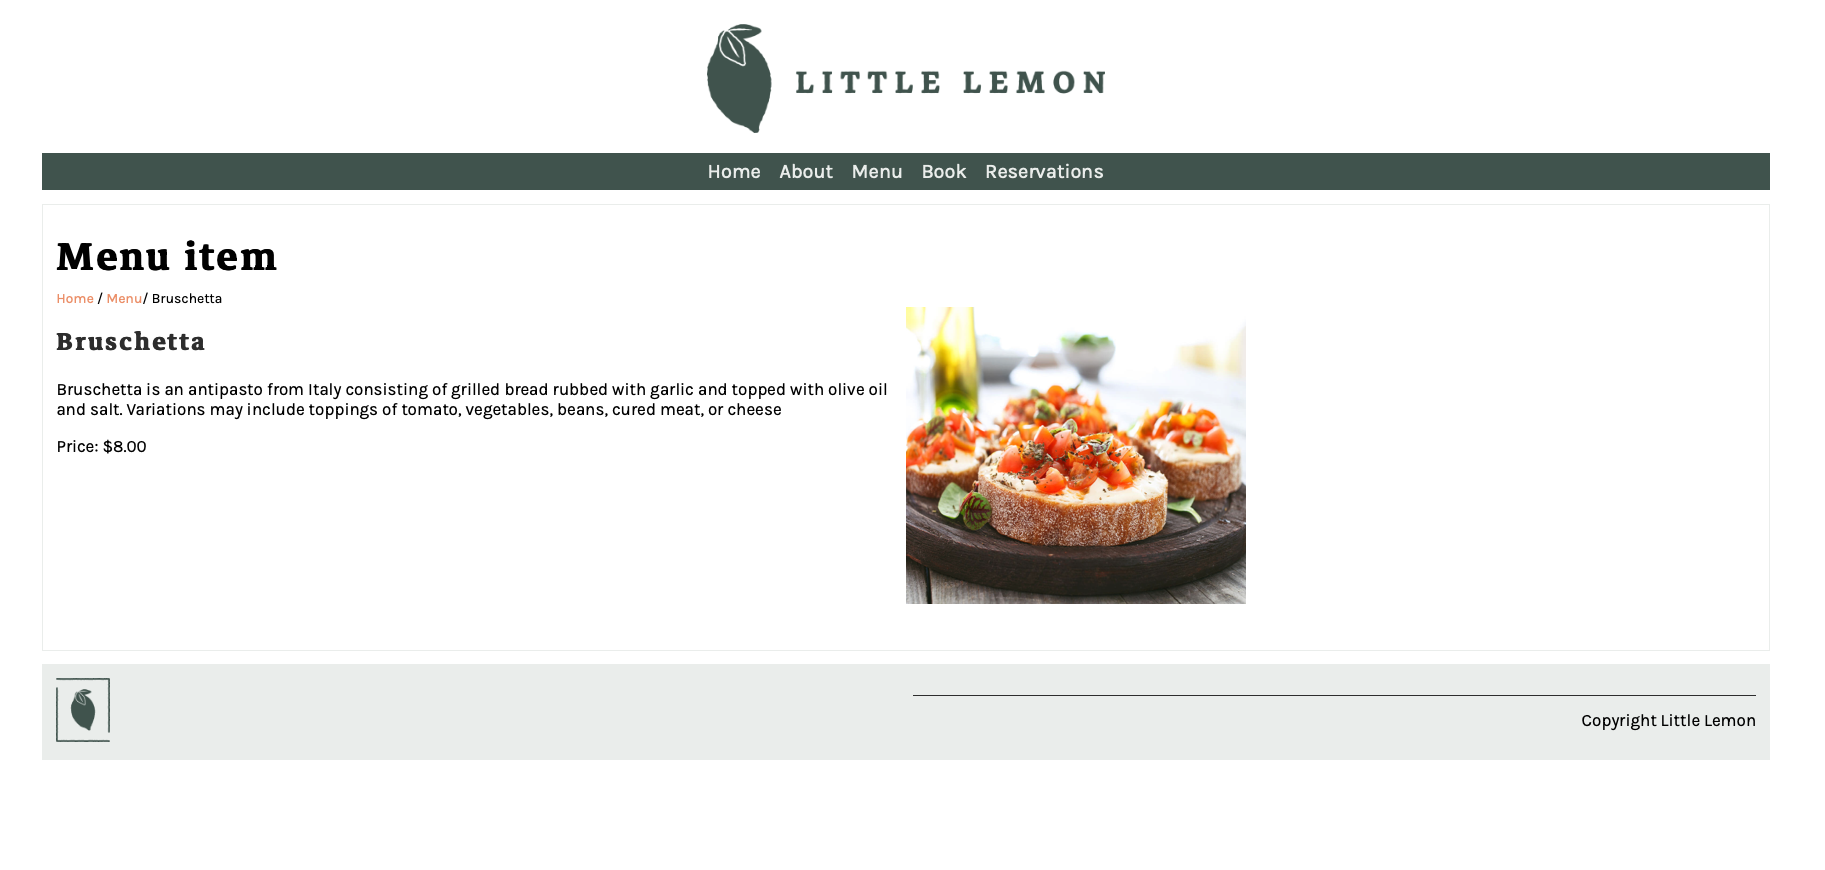 LITTLE LEMON
Home About Menu Book Reservations
Menu item
Home / Menu/ Bruschetta
Bruschetta
Bruschetta is an antipasto from Italy consisting of grilled bread rubbed with garlic and topped with olive oil
and salt. Variations may include toppings of tomato, vegetables, beans, cured meat, or cheese
Price: $8.00
Copyright Little Lemon